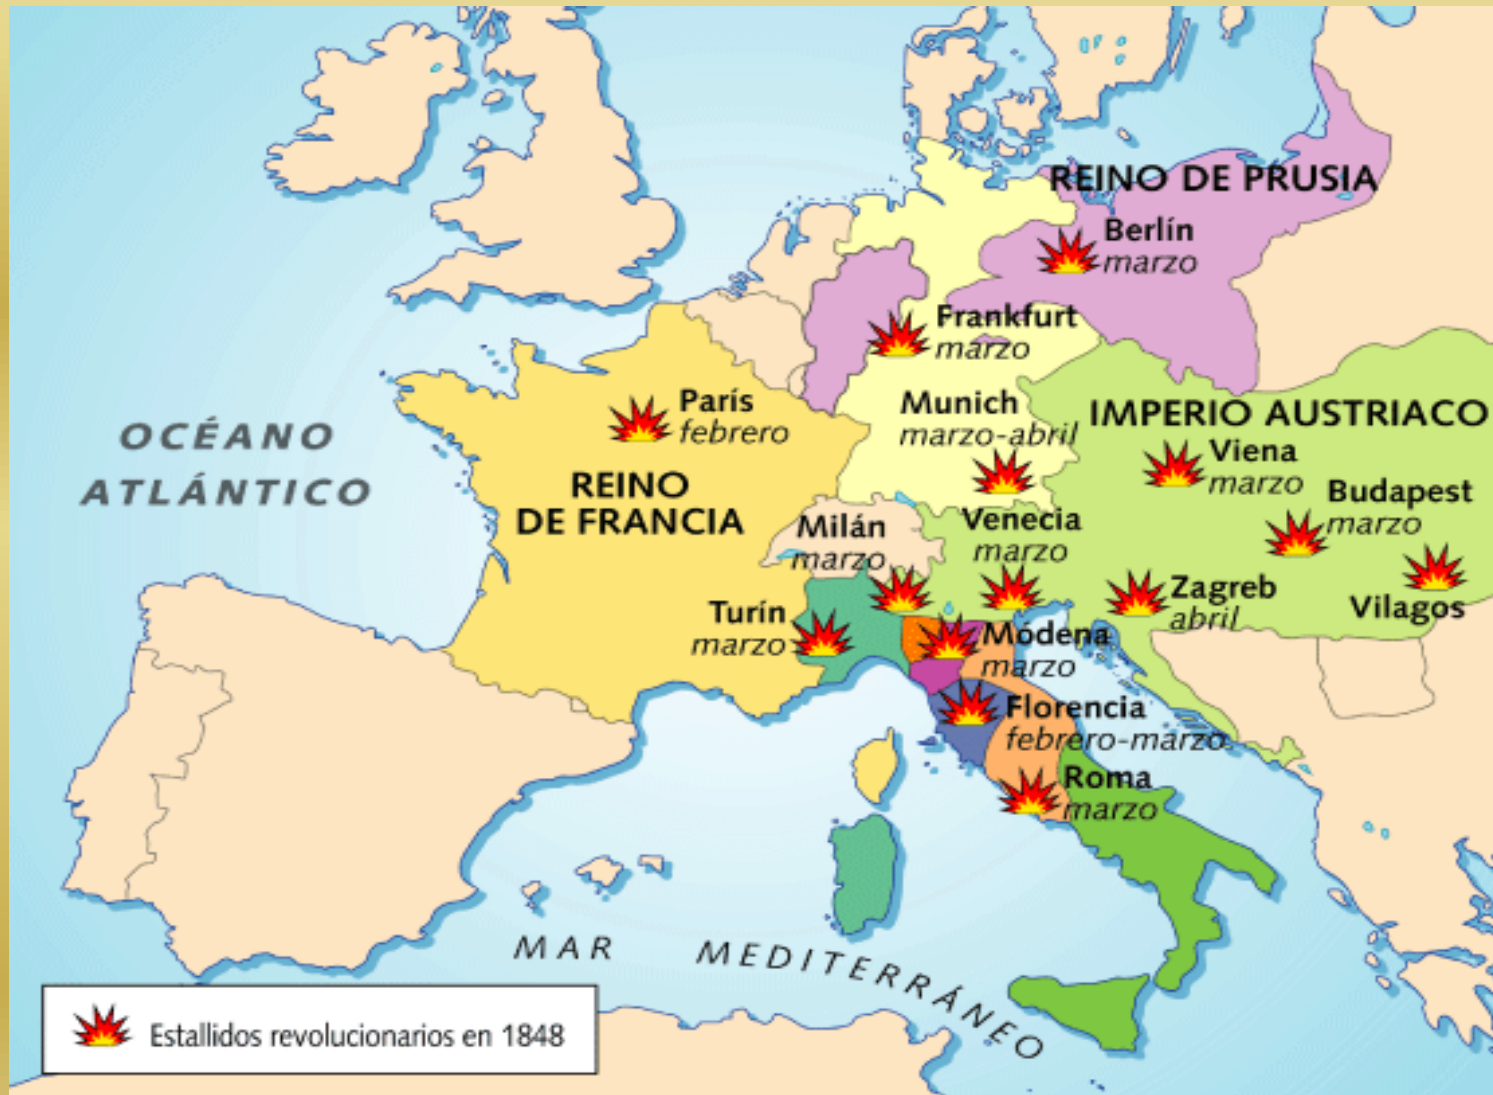 REINO DE PRUSIA
Berlín
marzo
Frankfurt
marzo
París
febrero
Munich
marzo-abril
IMPERIO AUSTRIACO
Viena
marzo
Budapest
marzo
OCÉANO
ATLÁNTICO
REINO
DE FRANCIA
Milán
marzo
Venecia
marzo
Zagreb
abril
Vilagos
Turín
marzo
Módena
marzo
Florencia
febrero-marzo
Roma
marzo
MAR MEDITERRÁNEO
Estallidos revolucionarios en 1848